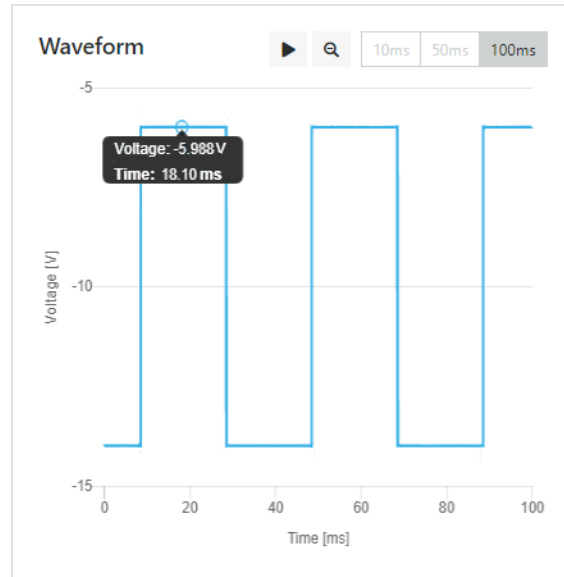 Waveform
10ms 50ms 100ms
-5
Voltage: -5.988V
Time: 18.10 ms
Voltage [V]
-10
-15
0 20 40 60 80 100
Time [ms]